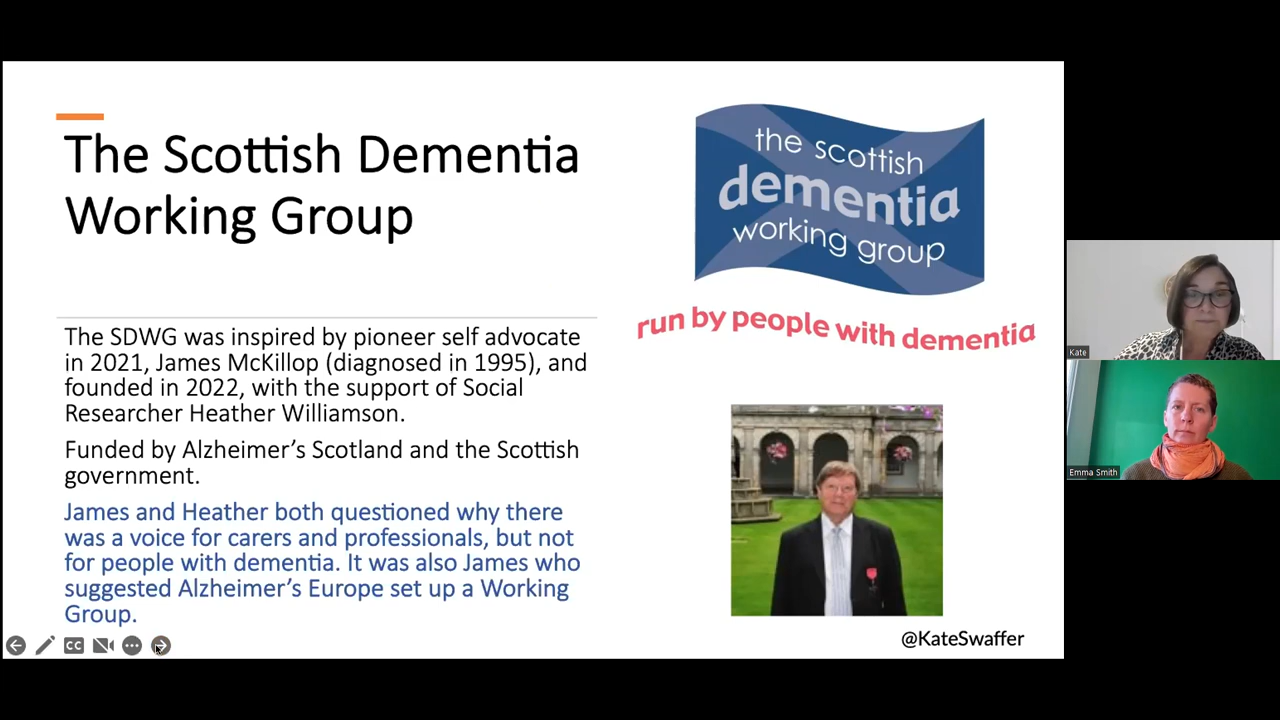 The Scottish Dementia
Working Group
the scottish
dementia
working group
run by people with dementia
The SDWG was inspired by pioneer self advocate
in 2021, James McKillop (diagnosed in 1995), and
founded in 2022, with the support of Social
Researcher Heather Williamson.
Funded by Alzheimer’s Scotland and the Scottish
government.
James and Heather both questioned why there
was a voice for carers and professionals, but not
for people with dementia. It was also James who
suggested Alzheimer’s Europe set up a Working
Group.
CC
@KateSwaffer
Kate
Emma Smith